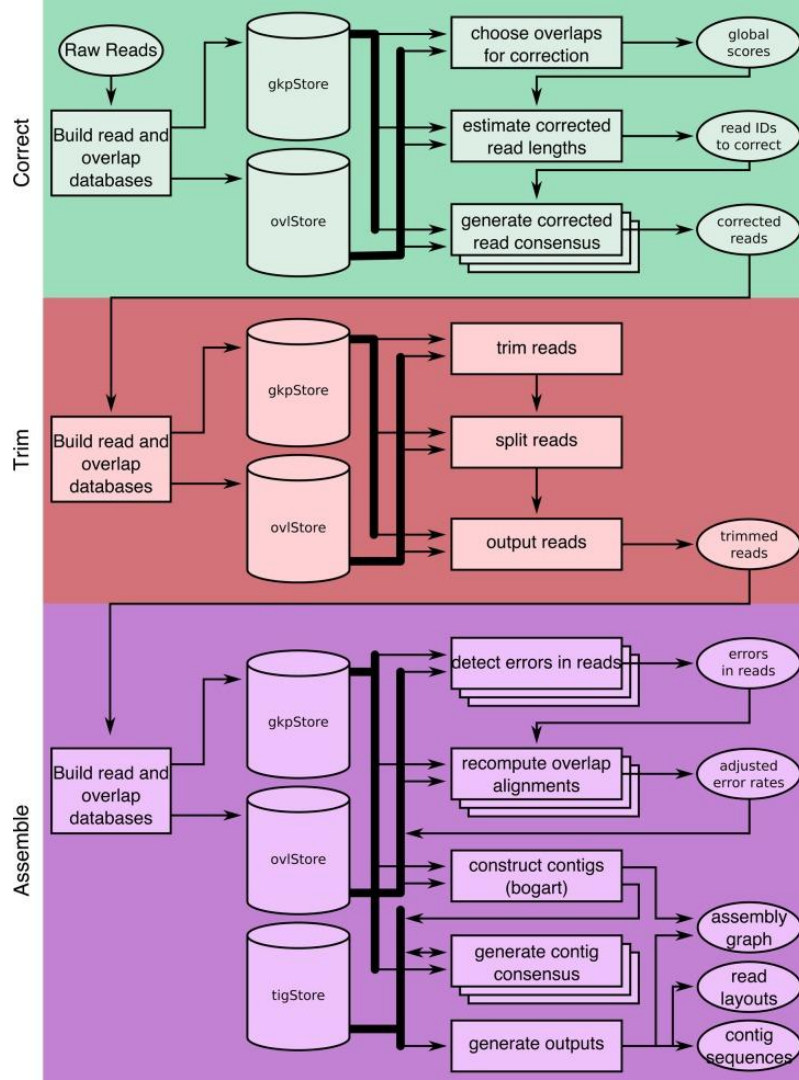 Correct
Raw Reads
Build read and
overlap
databases
gkpStore
ovlStore
choose overlaps
for correction
global
scores
estimate corrected
read lengths
read IDs
to correct
generate corrected
read consensus
corrected
reads
Trim
Build read and
overlap
databases
gkpStore
ovlStore
trim reads
split reads
output reads
trimmed
reads
Assemble
Build read and
overlap
databases
gkpStore
ovlStore
tigStore
detect errors in reads
errors
in reads
recompute overlap
alignments
adjusted
error rates
construct contigs
(bogart)
assembly
graph
generate contig
consensus
read
layouts
generate outputs
contig
sequences